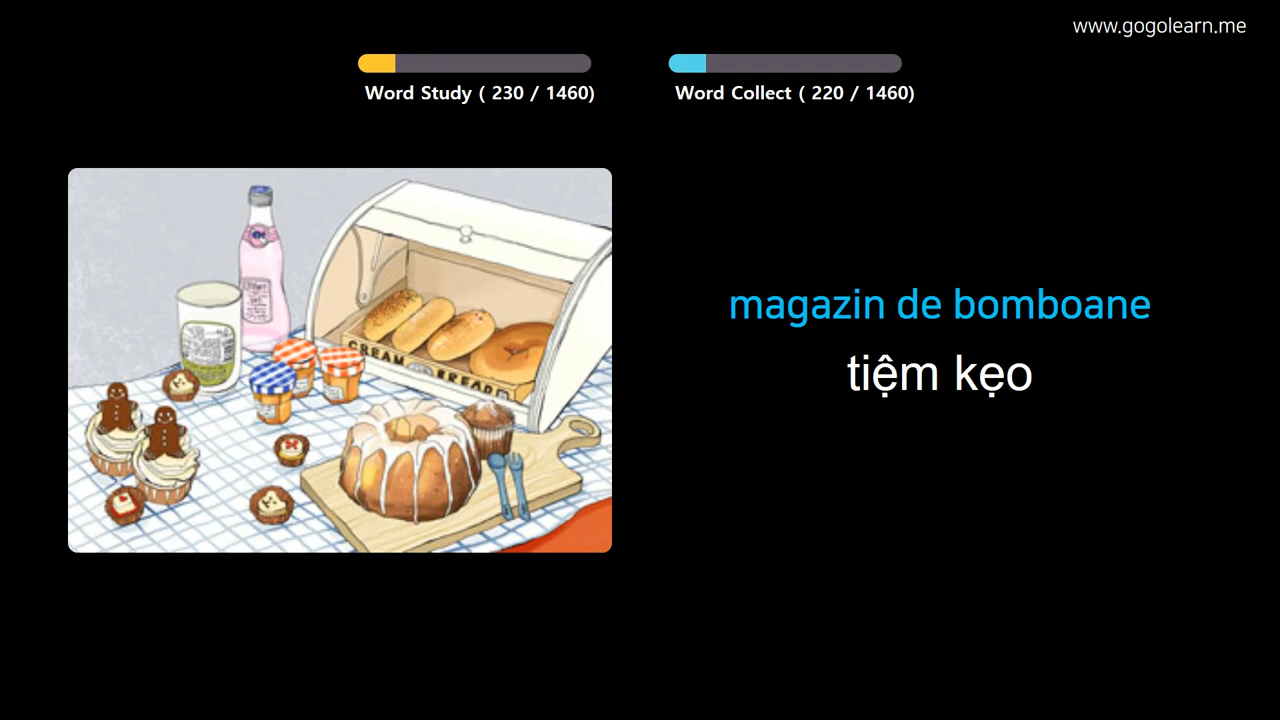 www.gogolearn.me
Word Study ( 230 / 1460)
Word Collect ( 220 / 1460)
CREAM BREAD
magazin de bomboane
tiệm kẹo